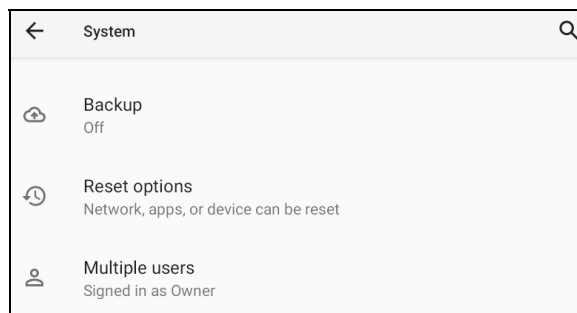 System
Backup
Off
Reset options
Network, apps, or device can be reset
Multiple users
Signed in as Owner